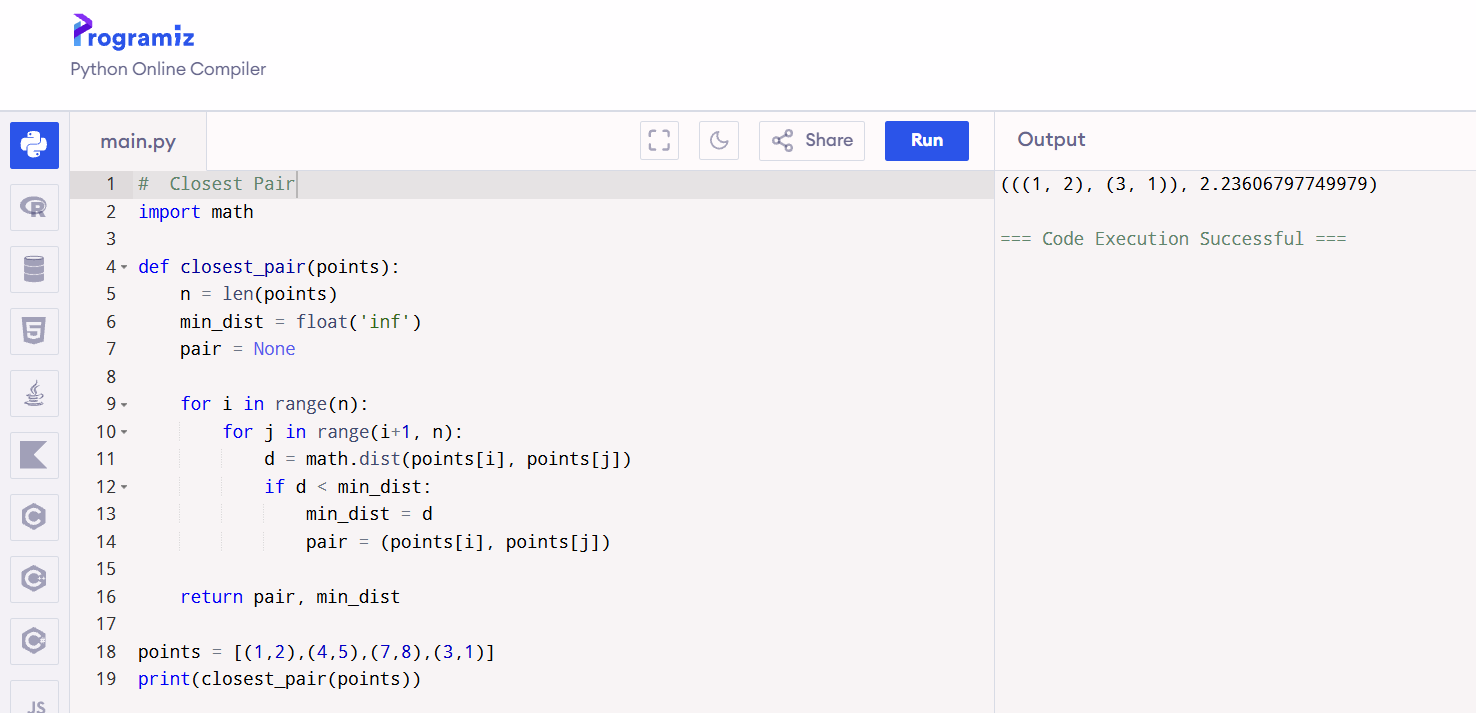 Programiz
Python Online Compiler
main.py
Share
Run
Output
1 #  Closest Pair
2 import math
3
4 def closest_pair(points):
5     n = len(points)
6     min_dist = float('inf')
7     pair = None
8
9     for i in range(n):
10         for j in range(i+1, n):
11             d = math.dist(points[i], points[j])
12             if d < min_dist:
13                 min_dist = d
14                 pair = (points[i], points[j])
15
16     return pair, min_dist
17
18 points = [(1,2),(4,5),(7,8),(3,1)]
19 print(closest_pair(points))
(((1, 2), (3, 1)), 2.23606797749979)
=== Code Execution Successful ===
R
5
C
C
C
JS